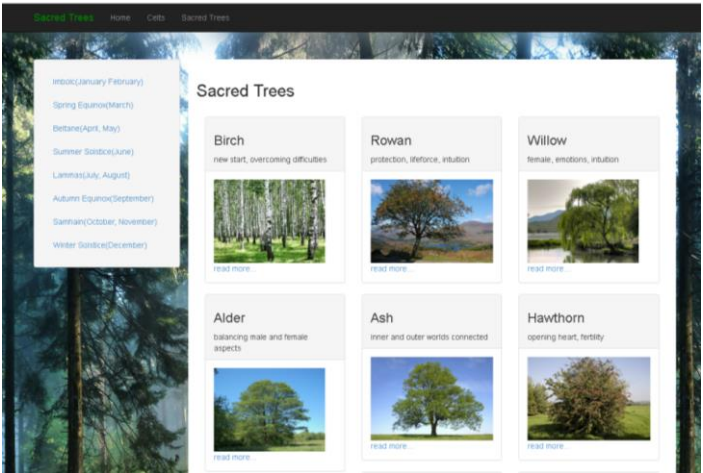 Sacred Trees Home Celts Sacred Trees
Imbolc(January February)
Spring Equinox(March)
Beltane(April, May)
Summer Solstice(June)
Lammas(July, August)
Autumn Equinox(September)
Samhain(October, November)
Winter Solstice(December)
Sacred Trees
Birch
new start, overcoming difficulties
read more...
Rowan
protection, lifeforce, intuition
read more...
Willow
female, emotions, intuition
read more...
Alder
balancing male and female
aspects
read more...
Ash
inner and outer worlds connected
read more...
Hawthorn
opening heart, fertility
read more...